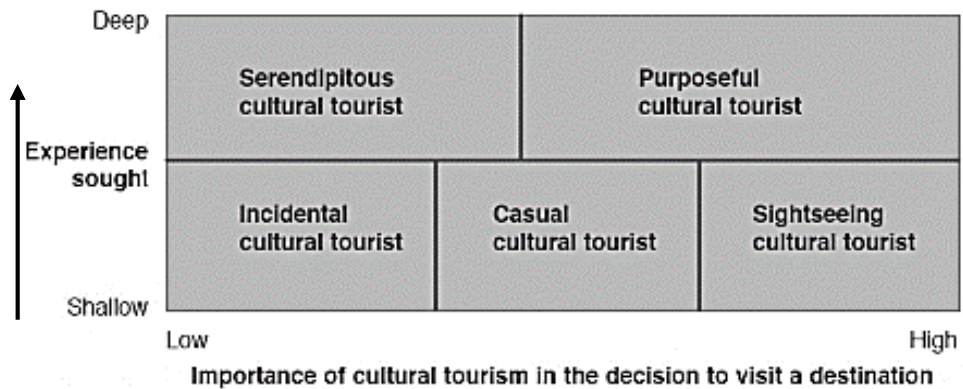 Deep
Serendipitous
cultural tourist
Purposeful
cultural tourist
Experience
sought
Incidental
cultural tourist
Casual
cultural tourist
Sightseeing
cultural tourist
Shallow
Low
High
Importance of cultural tourism in the decision to visit a destination